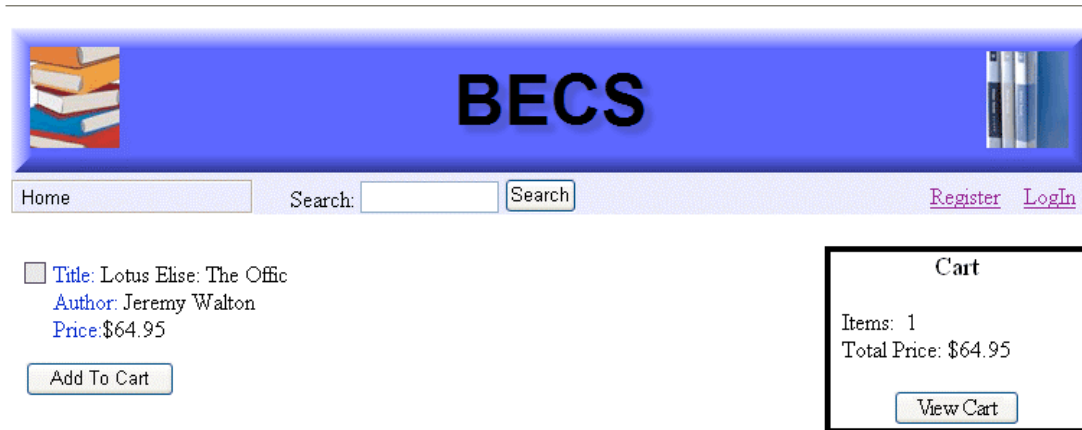 BECS
Home
Search:
Search
Register LogIn
Title: Lotus Elise: The Offic
Author: Jeremy Walton
Price:$64.95
Add To Cart
Cart
Items: 1
Total Price: $64.95
View Cart